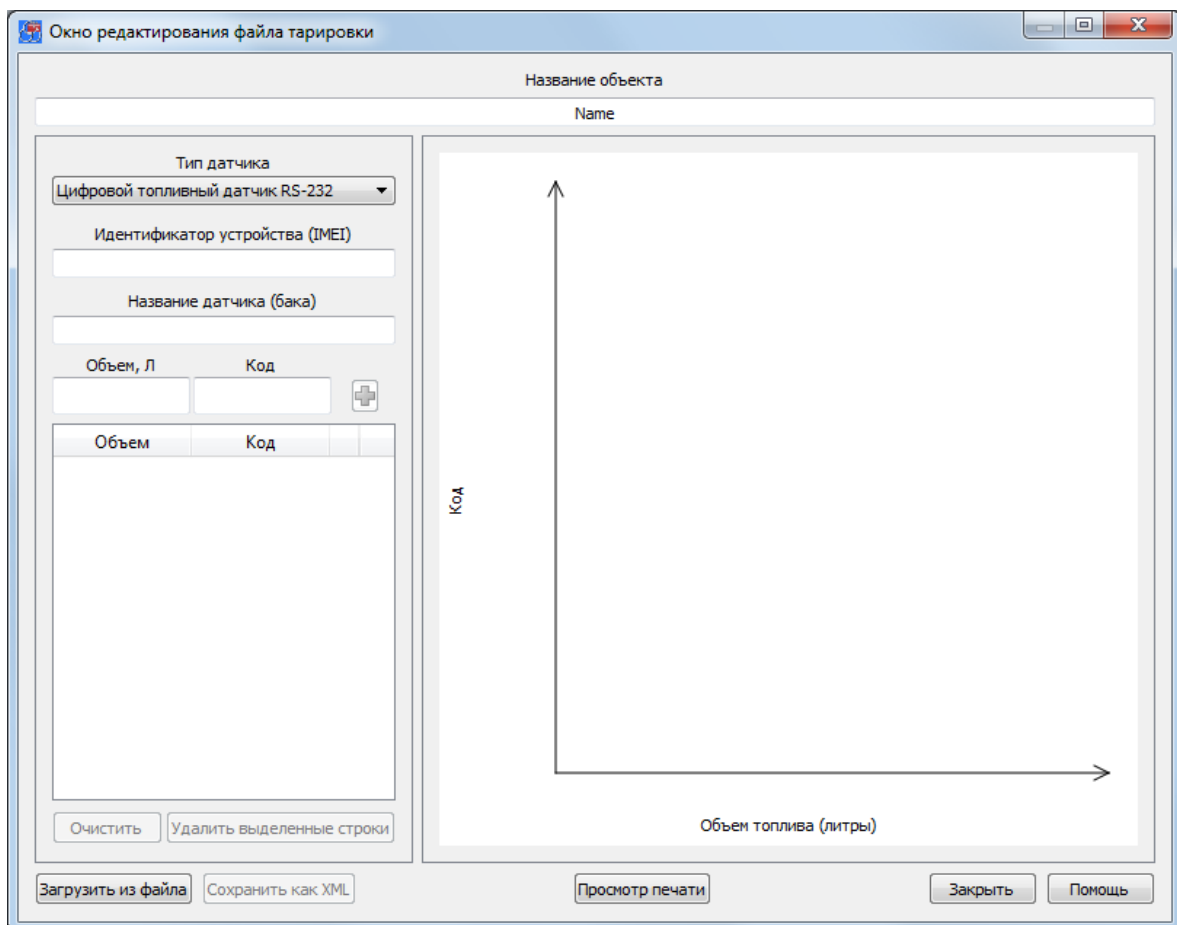 Окно редактирования файла тарировки
Название объекта
Name
Тип датчика
Цифровой топливный датчик RS-232
Идентификатор устройства (IMEI)
Название датчика (бака)
Объем, Л Код
Объем Код
Очистить Удалить выделенные строки
Код
Объем топлива (литры)
Загрузить из файла Сохранить как XML Просмотр печати Закрыть Помощь